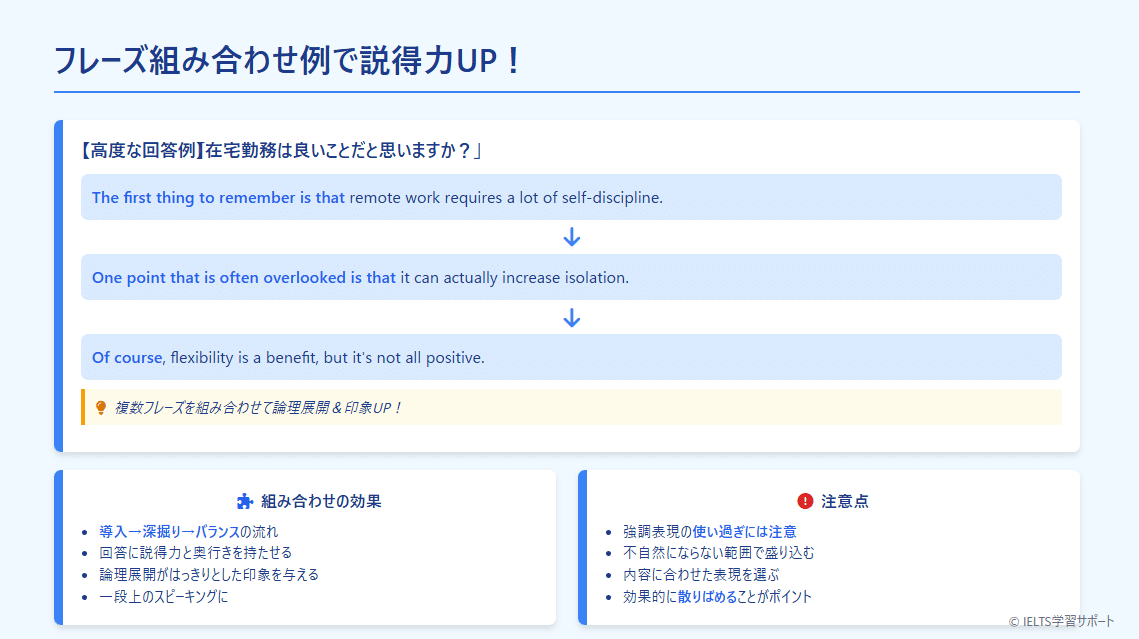 フレーズ組み合わせ例で説得力UP！
【高度な回答例】在宅勤務は良いことだと思いますか？」
The first thing to remember is that remote work requires a lot of self-discipline.
One point that is often overlooked is that it can actually increase isolation.
Of course, flexibility is a benefit, but it's not all positive.
複数フレーズを組み合わせて論理展開＆印象UP！
組み合わせの効果
導入→深掘り→バランスの流れ
回答に説得力と奥行きを持たせる
論理展開がはっきりとした印象を与える
一段上のスピーキングに
注意点
強調表現の使い過ぎには注意
不自然にならない範囲で盛り込む
内容に合わせた表現を選ぶ
効果的に散りばめることがポイント
© IELTS学習サポート